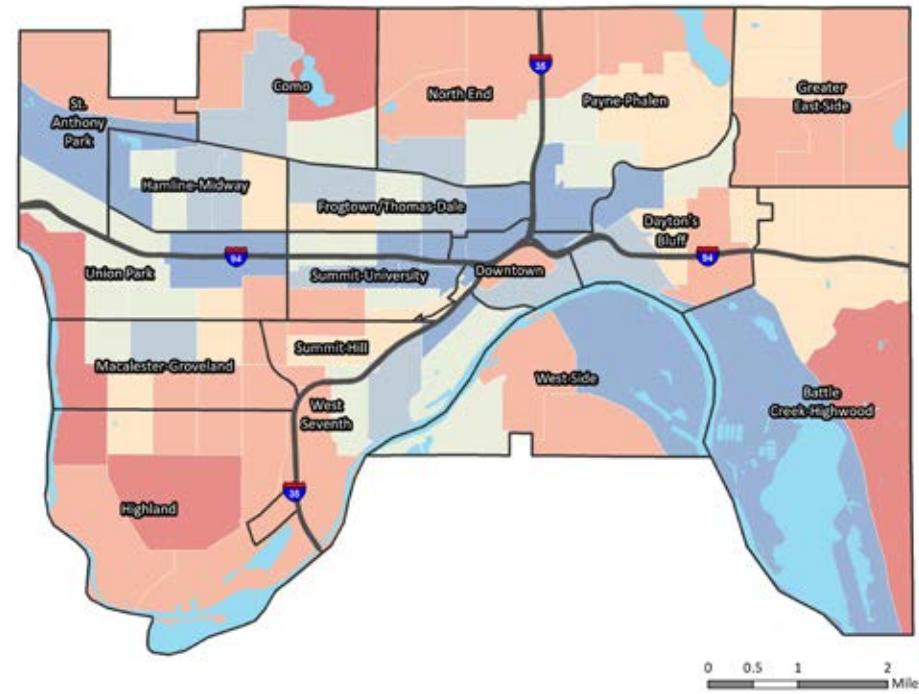 Como
North End
35
Payne-Phalen
Greater
East-Side
St.
Anthony
Park
Hamline-Midway
Frogtown/Thomas-Dale
Dayton's
Bluff
94
94
Union Park
Summit-University
Downtown
Summit-Hill
Macalester-Groveland
West-Side
West
Seventh
Battle
Creek-Highwood
35
Highland
0 0.5 1 2
Mile